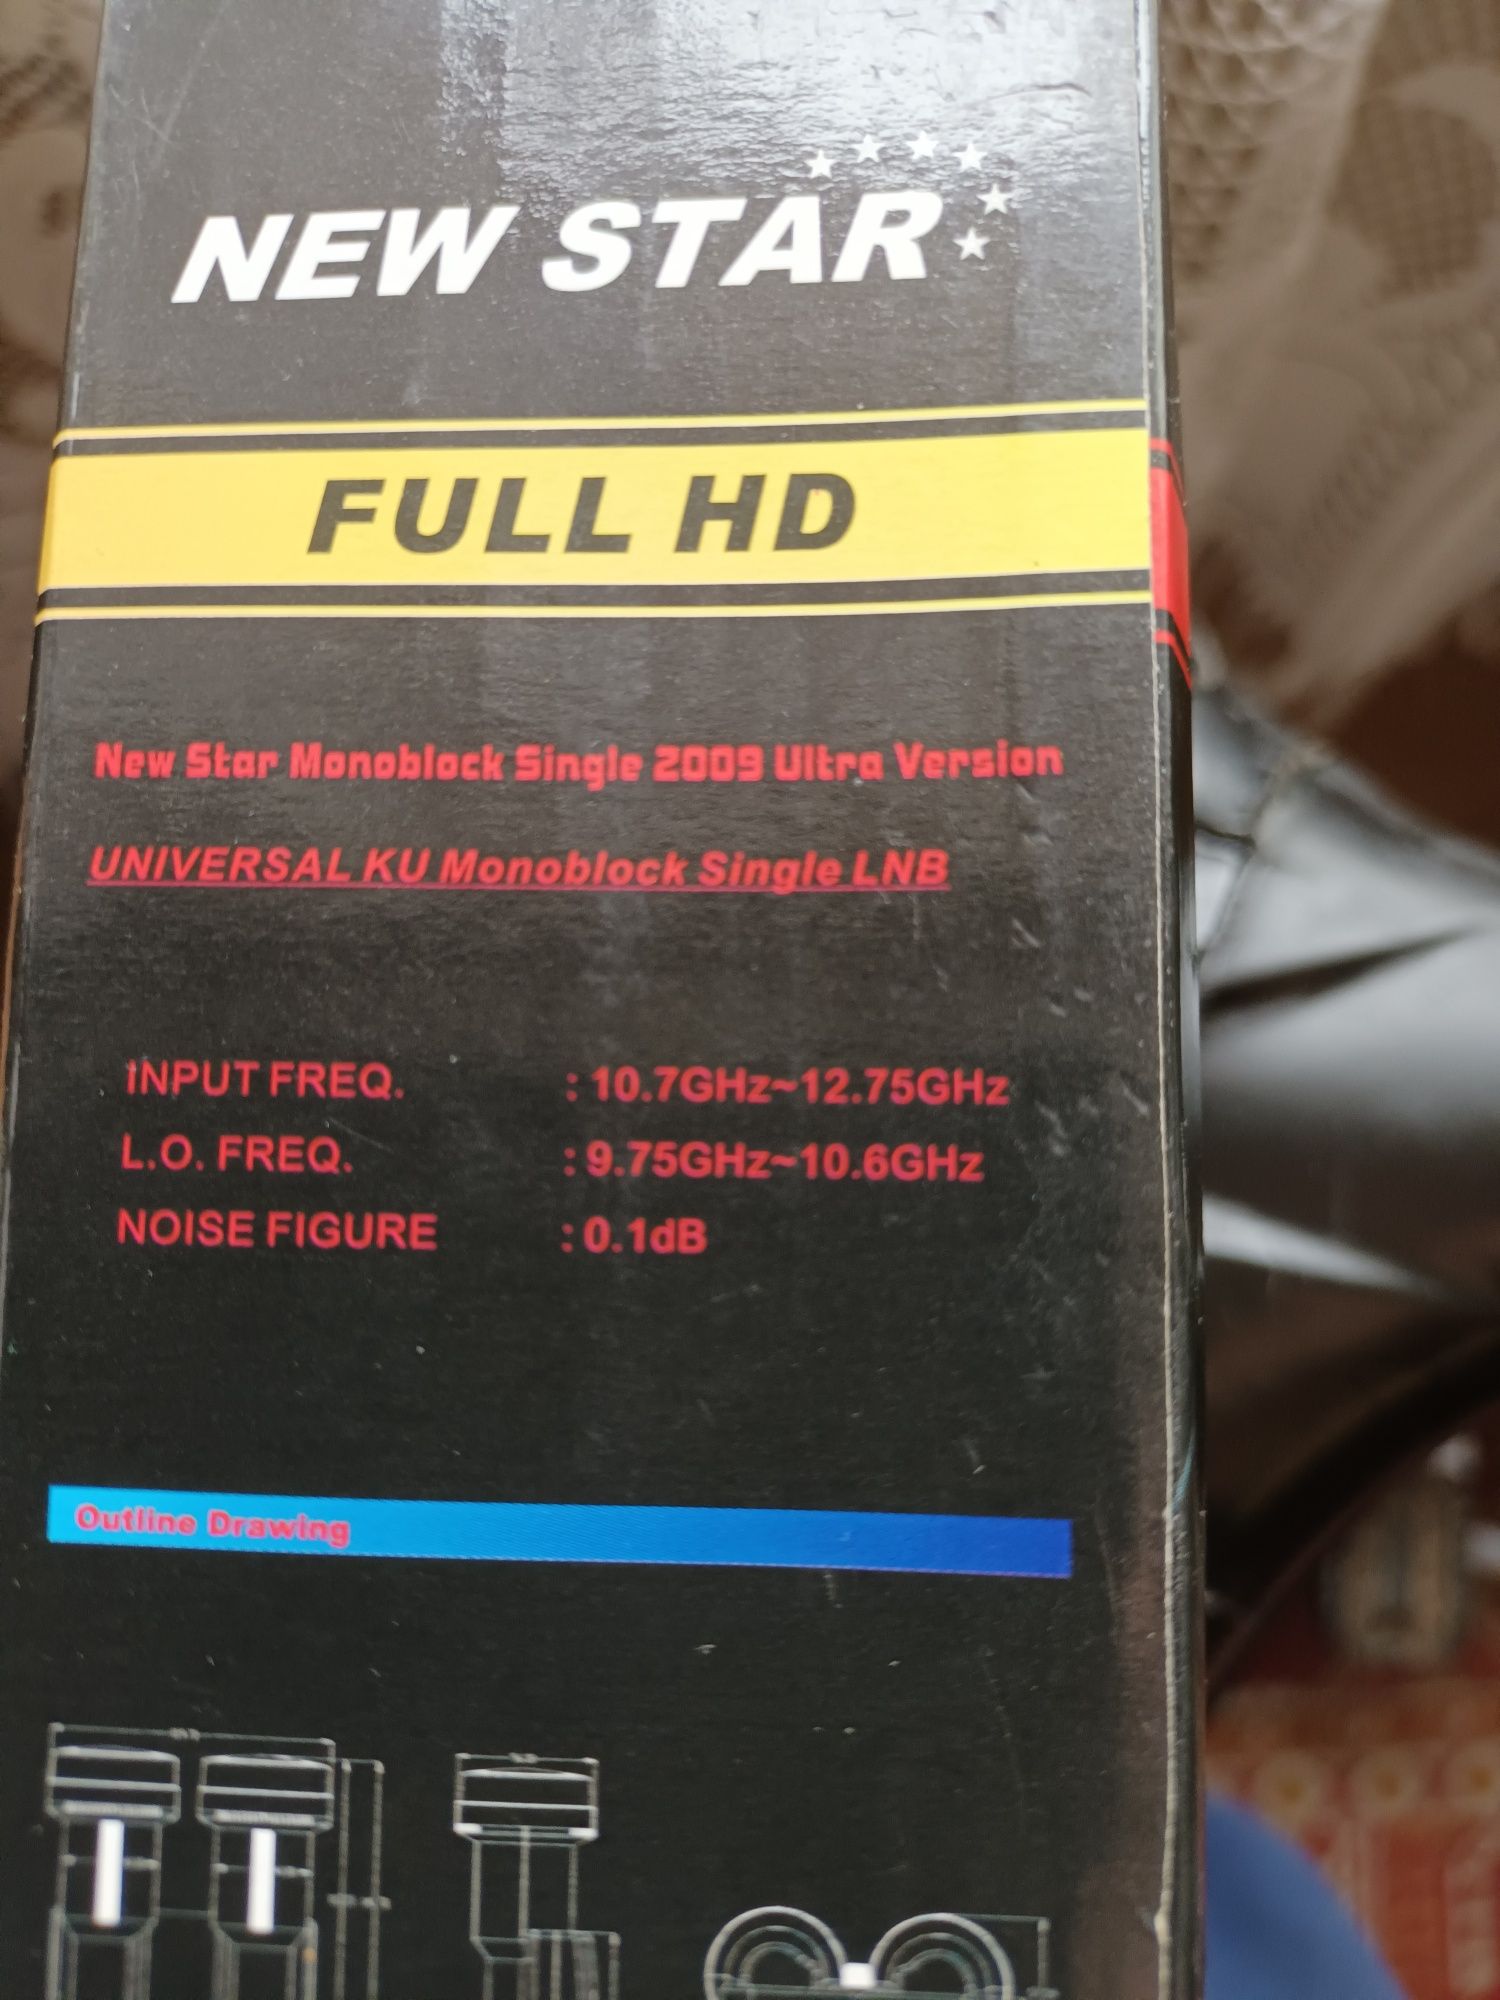 NEW STAR
FULL HD
New Star Monoblock Single 2009 Ultra Version
UNIVERSAL KU Monoblock Single LNB
INPUT FREQ. : 10.7GHz~12.75GHz
L.O. FREQ. : 9.75GHz~10.6GHz
NOISE FIGURE : 0.1dB
Outline Drawing